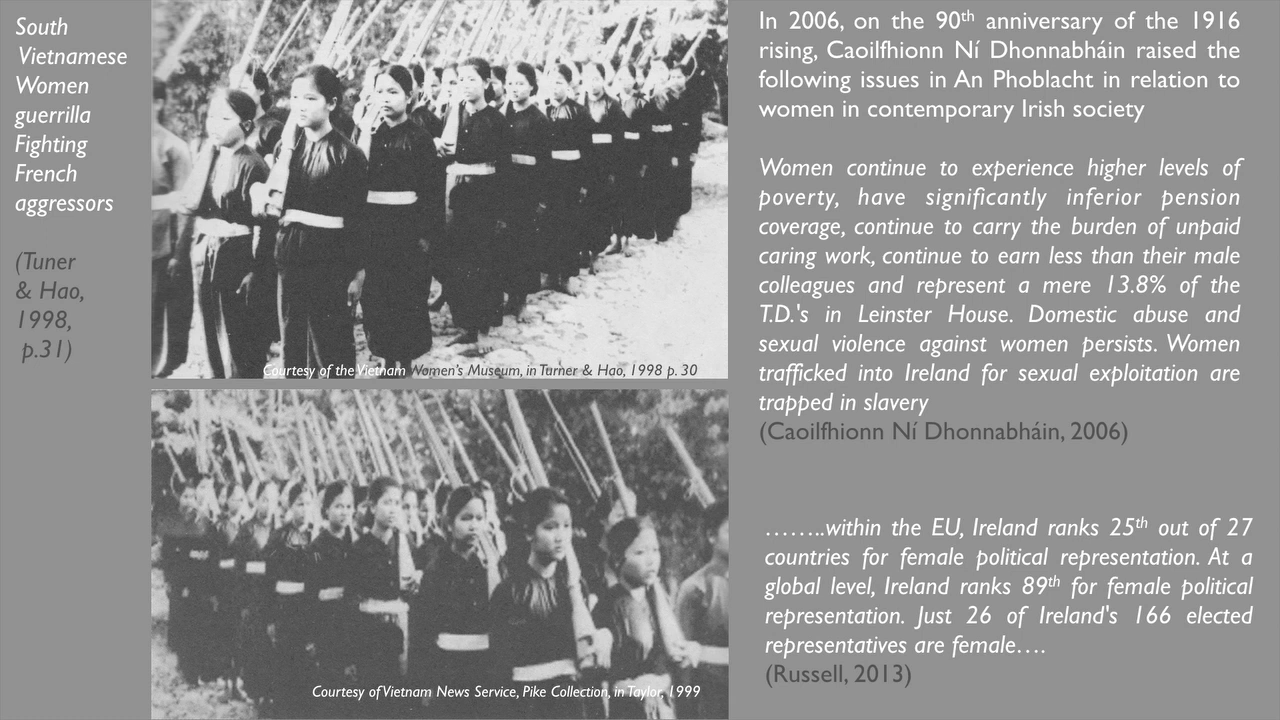 South
Vietnamese
Women
guerrilla
Fighting
French
aggressors
(Tuner
& Hao,
1998,
p.31)
Courtesy of the Vietnam Women's Museum, in Turner & Hao, 1998 p. 30
Courtesy of Vietnam News Service, Pike Collection, in Taylor, 1999
In 2006, on the 90th anniversary of the 1916
rising, Caoilfhionn Ní Dhonnabháin raised the
following issues in An Phoblacht in relation to
women in contemporary Irish society
Women continue to experience higher levels of
poverty, have significantly inferior pension
coverage, continue to carry the burden of unpaid
caring work, continue to earn less than their male
colleagues and represent a mere 13.8% of the
T.D.'s in Leinster House. Domestic abuse and
sexual violence against women persists. Women
trafficked into Ireland for sexual exploitation are
trapped in slavery
(Caoilfhionn Ní Dhonnabháin, 2006)
……..within the EU, Ireland ranks 25th out of 27
countries for female political representation. At a
global level, Ireland ranks 89th for female political
representation. Just 26 of Ireland's 166 elected
representatives are female….
(Russell, 2013)